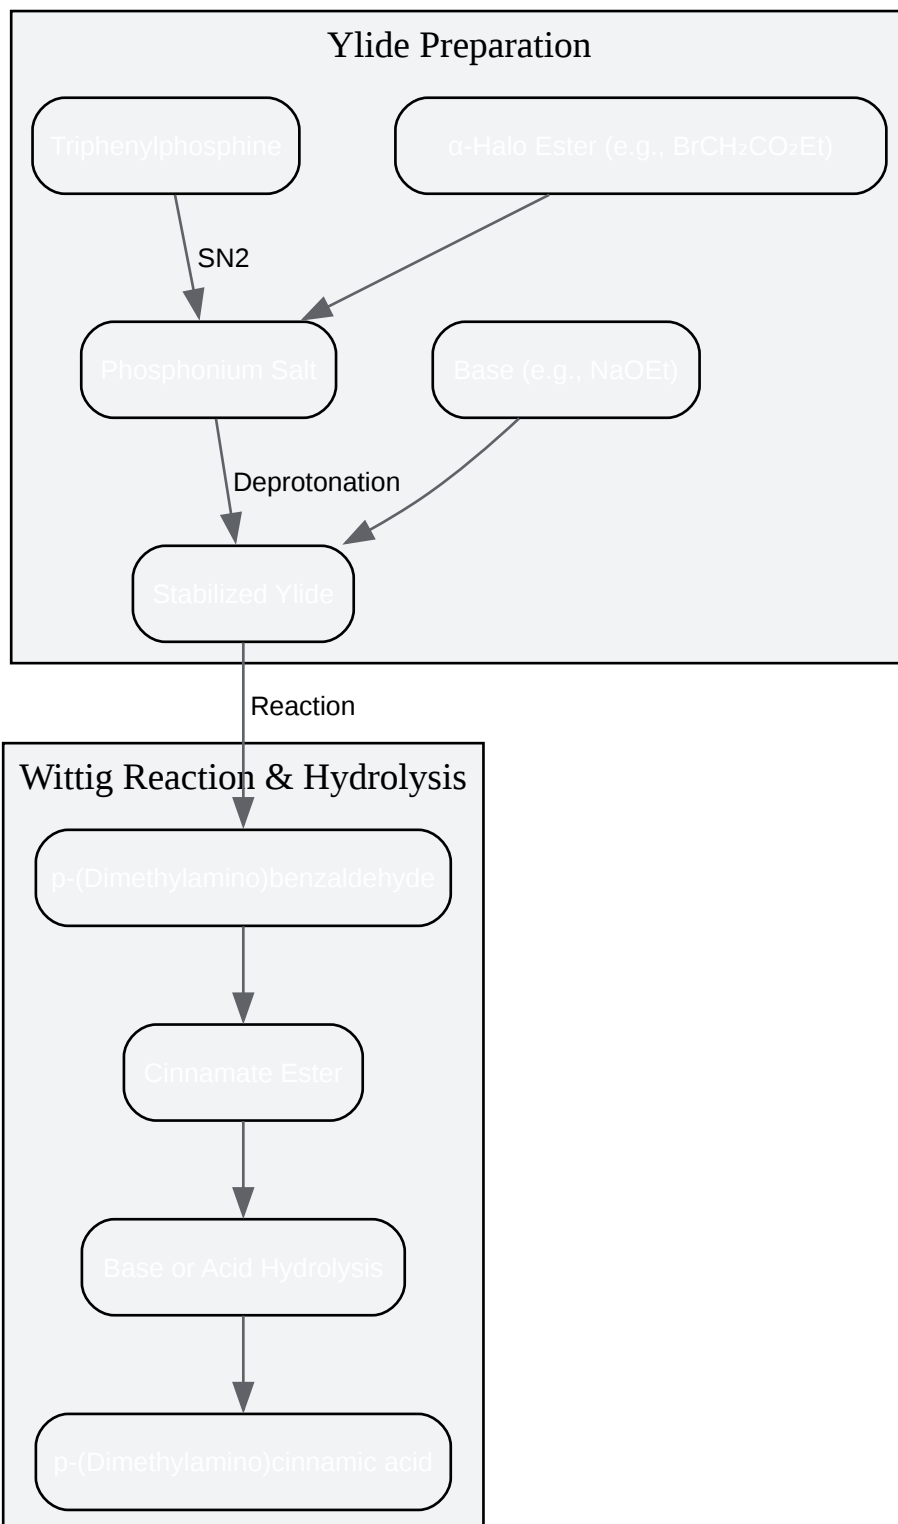 Ylide Preparation
Triphenylphosphine
α-Halo Ester (e.g., BrCH₂CO₂Et)
SN2
Phosphonium Salt
Base (e.g., NaOEt)
Deprotonation
Stabilized Ylide
Reaction
Wittig Reaction & Hydrolysis
p-(Dimethylamino)benzaldehyde
Cinnamate Ester
Base or Acid Hydrolysis
p-(Dimethylamino)cinnamic acid